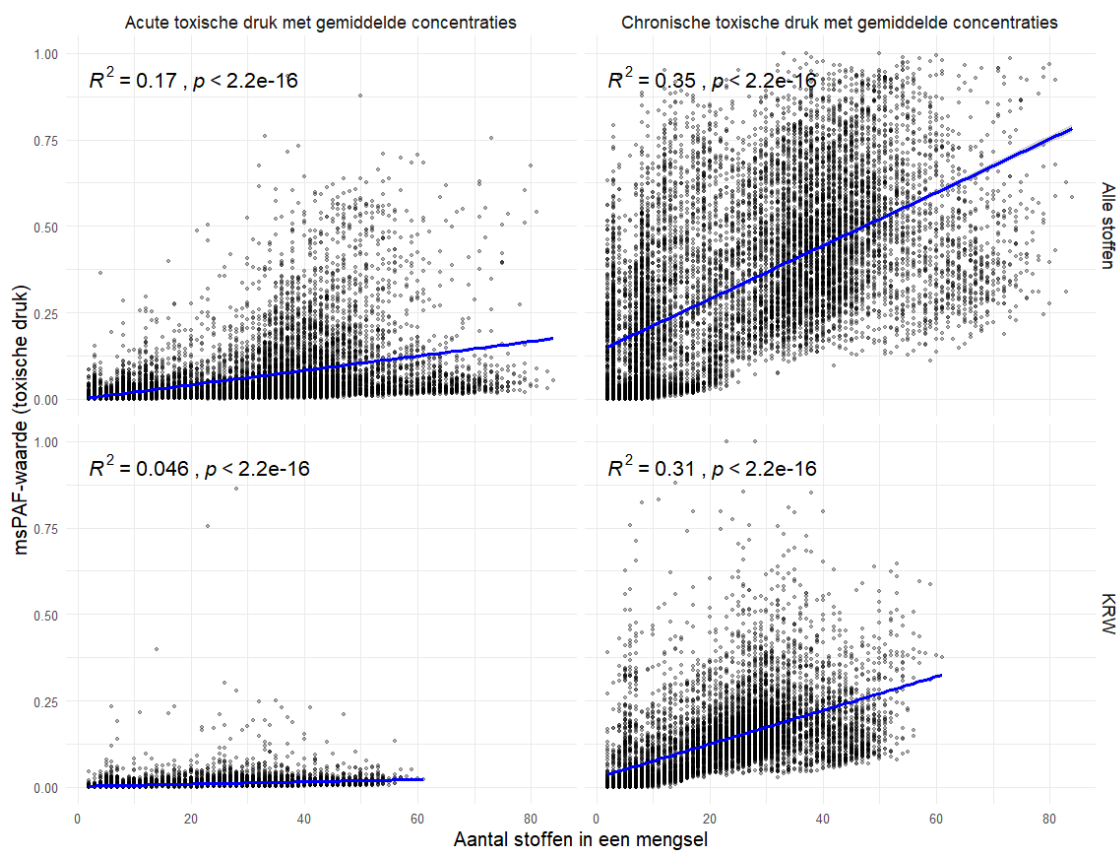 Acute toxische druk met gemiddelde concentraties
Chronische toxische druk met gemiddelde concentraties
1.00
0.75
0.50
0.25
0.00
R² = 0.17 , p < 2.2e-16
R² = 0.35 , p < 2.2e-16
Alle stoffen
msPAF-waarde (toxische druk)
1.00
0.75
0.50
0.25
0.00
R² = 0.046 , p < 2.2e-16
R² = 0.31 , p < 2.2e-16
KRW
0 20 40 60 80 0 20 40 60 80
Aantal stoffen in een mengsel